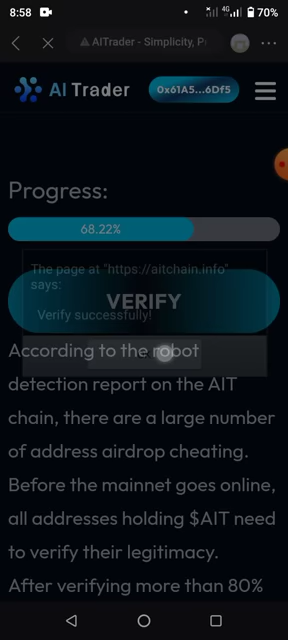 8:58
4G
70%
AITrader - Simplicity, P
AI Trader
0x61A5...6Df5
Progress:
68.22%
The page at "https://aitchain.info"
says:
VERIFY
Verify successfully!
According to the robot
detection report on the AIT
chain, there are a large number
of address airdrop cheating.
Before the mainnet goes online,
all addresses holding $AIT need
to verify their legitimacy.
After verifying more than 80%